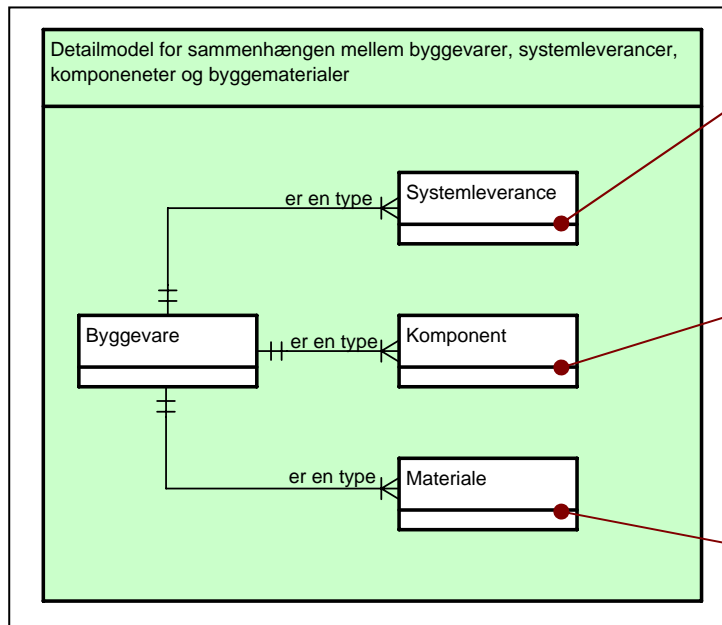 Detailmodel for sammenhængen mellem byggevarer, systemleverancer,
komponeneter og byggematerialer
er en type
Systemleverance
Byggevare
er en type
Komponent
er en type
Materiale